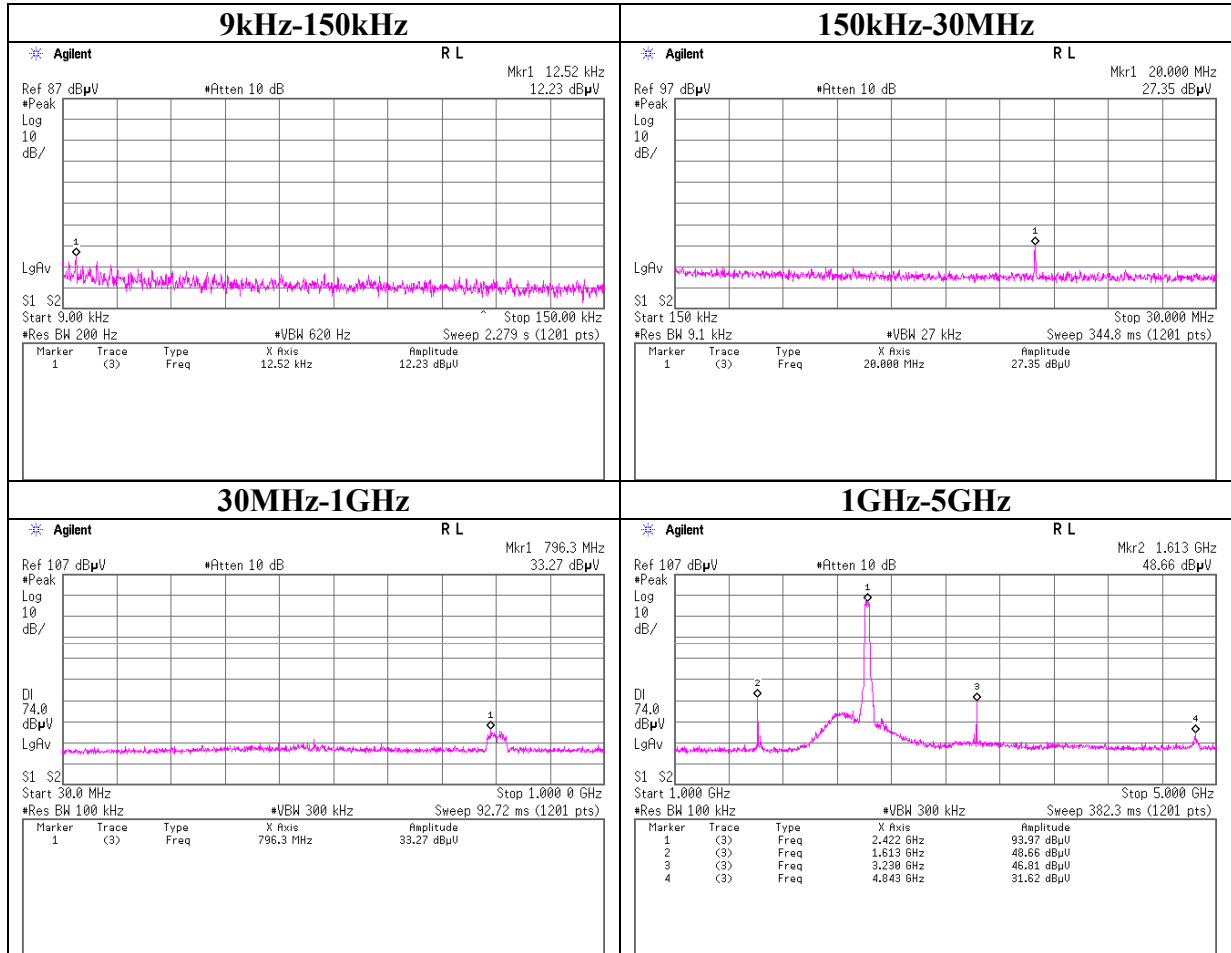 9kHz-150kHz
Agilent R L
Mkr1 12.52 kHz
Ref 87 dBµV #Atten 10 dB 12.23 dBµV
#Peak
Log
10
dB/
1
LgAv
S1 S2
Start 9.00 kHz ^ Stop 150.00 kHz
#Res BW 200 Hz #VBW 620 Hz Sweep 2.279 s (1201 pts)
Marker Trace Type X Axis Amplitude
1 (3) Freq 12.52 kHz 12.23 dBµV
150kHz-30MHz
Agilent R L
Mkr1 20.000 MHz
Ref 97 dBµV #Atten 10 dB 27.35 dBµV
#Peak
Log
10
dB/
1
LgAv
S1 S2
Start 150 kHz Stop 30.000 MHz
#Res BW 9.1 kHz #VBW 27 kHz Sweep 344.8 ms (1201 pts)
Marker Trace Type X Axis Amplitude
1 (3) Freq 20.000 MHz 27.35 dBµV
30MHz-1GHz
Agilent R L
Mkr1 796.3 MHz
Ref 107 dBµV #Atten 10 dB 33.27 dBµV
#Peak
Log
10
dB/
DI
74.0
dBµV
1
LgAv
S1 S2
Start 30.0 MHz Stop 1.000 0 GHz
#Res BW 100 kHz #VBW 300 kHz Sweep 92.72 ms (1201 pts)
Marker Trace Type X Axis Amplitude
1 (3) Freq 796.3 MHz 33.27 dBµV
1GHz-5GHz
Agilent R L
Mkr2 1.613 GHz
Ref 107 dBµV #Atten 10 dB 48.66 dBµV
#Peak
1
Log
10
dB/
2 3
DI
74.0
dBµV
4
LgAv
S1 S2
Start 1.000 GHz Stop 5.000 GHz
#Res BW 100 kHz #VBW 300 kHz Sweep 382.3 ms (1201 pts)
Marker Trace Type X Axis Amplitude
1 (3) Freq 2.422 GHz 93.97 dBµV
2 (3) Freq 1.613 GHz 48.66 dBµV
3 (3) Freq 3.230 GHz 46.81 dBµV
4 (3) Freq 4.843 GHz 31.62 dBµV